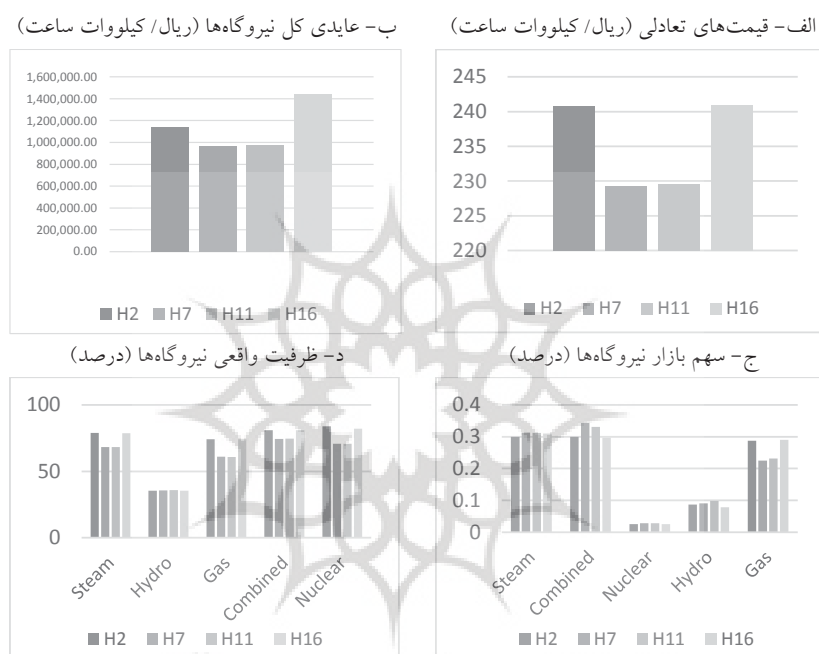 الف- قیمت‌های تعادلی (ریال/ کیلووات ساعت)
245
240
235
230
225
220
H2 H7 H11 H16
ب- عایدی کل نیروگاه‌ها (ریال/ کیلووات ساعت)
1,600,000.00
1,400,000.00
1,200,000.00
1,000,000.00
800,000.00
600,000.00
400,000.00
200,000.00
0.00
H2 H7 H11 H16
ج- سهم بازار نیروگاه‌ها (درصد)
0.4
0.3
0.2
0.1
0
Steam Combined Nuclear Hydro Gas
H2 H7 H11 H16
د- ظرفیت واقعی نیروگاه‌ها (درصد)
100
50
0
Steam Hydro Gas Combined Nuclear
H2 H7 H11 H16